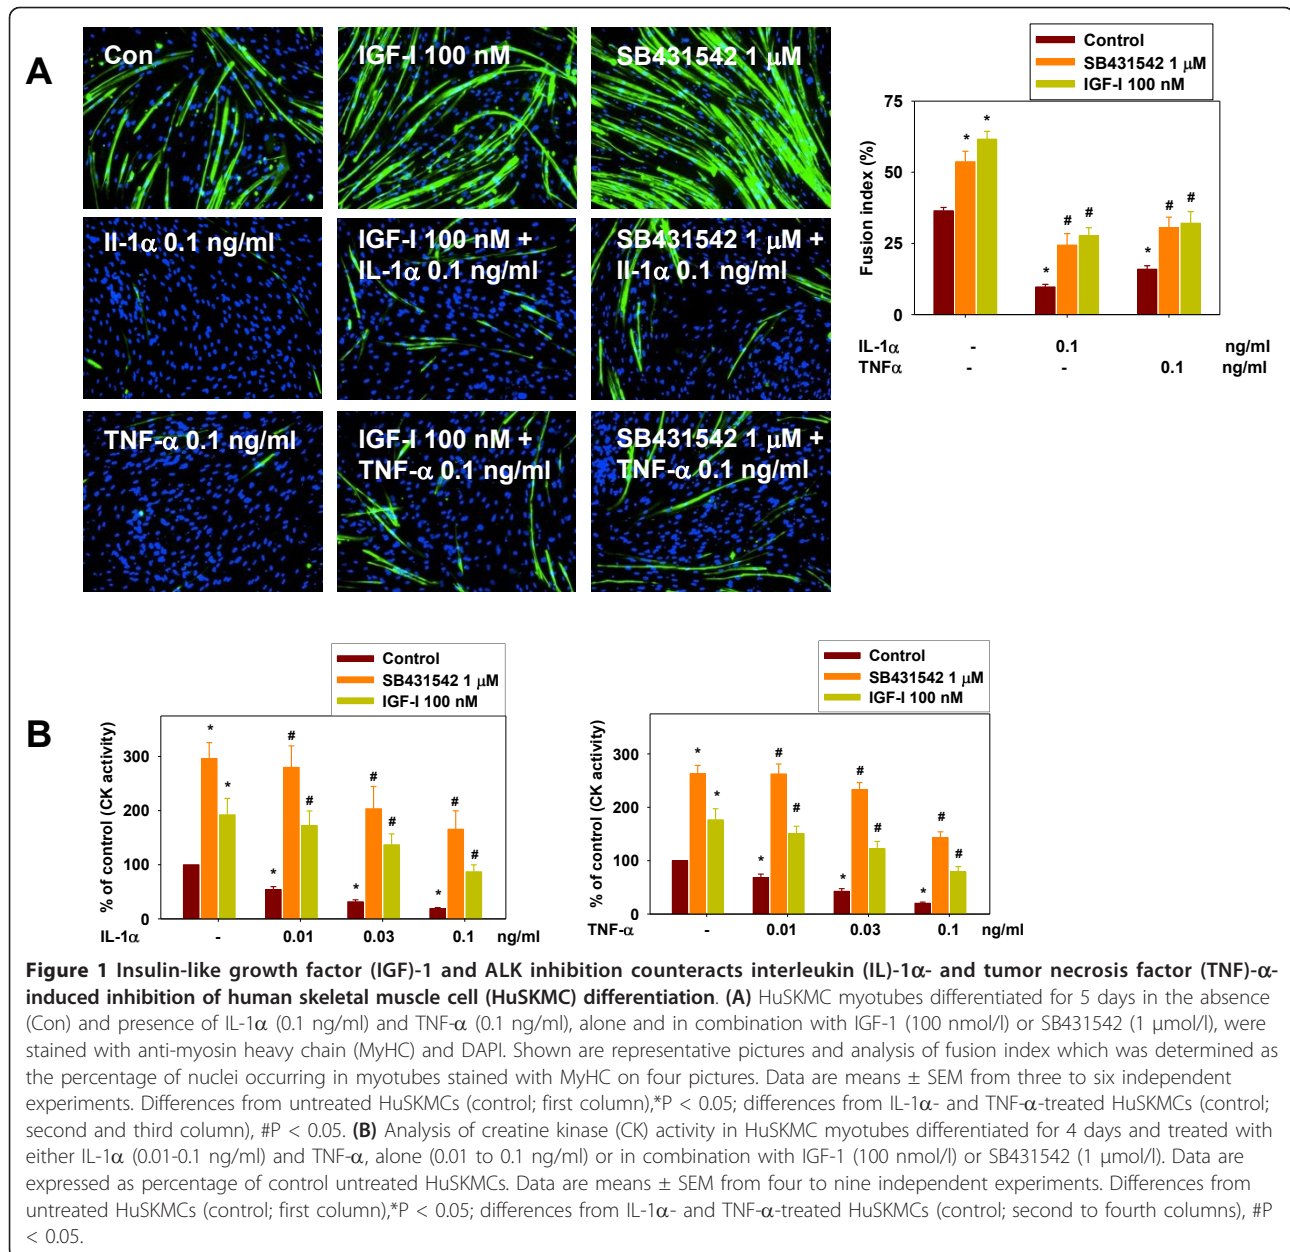 A
Con
IGF-I 100 nM
SB431542 1 μM
Il-1α 0.1 ng/ml
IGF-I 100 nM +
IL-1α 0.1 ng/ml
SB431542 1 μM +
Il-1α 0.1 ng/ml
TNF-α 0.1 ng/ml
IGF-I 100 nM +
TNF-α 0.1 ng/ml
SB431542 1 μM +
TNF-α 0.1 ng/ml
Control
SB431542 1 μM
IGF-I 100 nM
Fusion index (%)
75
50
25
0
* * * # # * # #
IL-1α - 0.1 ng/ml
TNFα - - 0.1 ng/ml
B
Control
SB431542 1 μM
IGF-I 100 nM
% of control (CK activity)
300
200
100
0
* * * # # * # # * # #
IL-1α - 0.01 0.03 0.1 ng/ml
Control
SB431542 1 μM
IGF-I 100 nM
% of control (CK activity)
300
200
100
0
* * * # # * # # * # #
TNF-α - 0.01 0.03 0.1 ng/ml
Figure 1 Insulin-like growth factor (IGF)-1 and ALK inhibition counteracts interleukin (IL)-1α- and tumor necrosis factor (TNF)-α-
induced inhibition of human skeletal muscle cell (HuSKMC) differentiation. (A) HuSKMC myotubes differentiated for 5 days in the absence
(Con) and presence of IL-1α (0.1 ng/ml) and TNF-α (0.1 ng/ml), alone and in combination with IGF-1 (100 nmol/l) or SB431542 (1 μmol/l), were
stained with anti-myosin heavy chain (MyHC) and DAPI. Shown are representative pictures and analysis of fusion index which was determined as
the percentage of nuclei occurring in myotubes stained with MyHC on four pictures. Data are means ± SEM from three to six independent
experiments. Differences from untreated HuSKMCs (control; first column),*P < 0.05; differences from IL-1α- and TNF-α-treated HuSKMCs (control;
second and third column), #P < 0.05. (B) Analysis of creatine kinase (CK) activity in HuSKMC myotubes differentiated for 4 days and treated with
either IL-1α (0.01-0.1 ng/ml) and TNF-α, alone (0.01 to 0.1 ng/ml) or in combination with IGF-1 (100 nmol/l) or SB431542 (1 μmol/l). Data are
expressed as percentage of control untreated HuSKMCs. Data are means ± SEM from four to nine independent experiments. Differences from
untreated HuSKMCs (control; first column),*P < 0.05; differences from IL-1α- and TNF-α-treated HuSKMCs (control; second to fourth columns), #P
< 0.05.